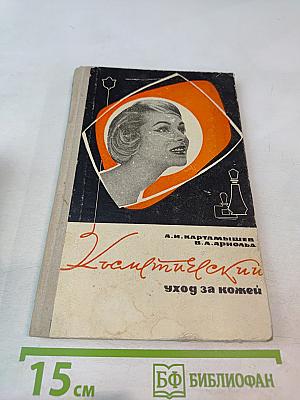 А.И.КАРТАМЫШЕВ
В.А.АРНОЛЬД
Косметический
уход за кожей
15 см
БФ БИБЛИОФАН